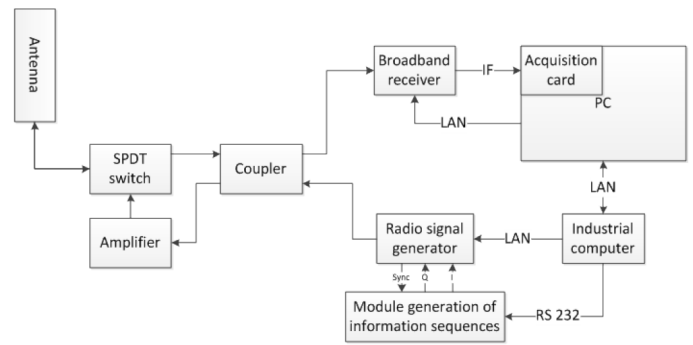 Antenna
SPDT
switch
Amplifier
Coupler
Broadband
receiver
IF
Acquisition
card
PC
LAN
LAN
Radio signal
generator
LAN
Industrial
computer
Sync
Q
I
Module generation of
information sequences
RS 232